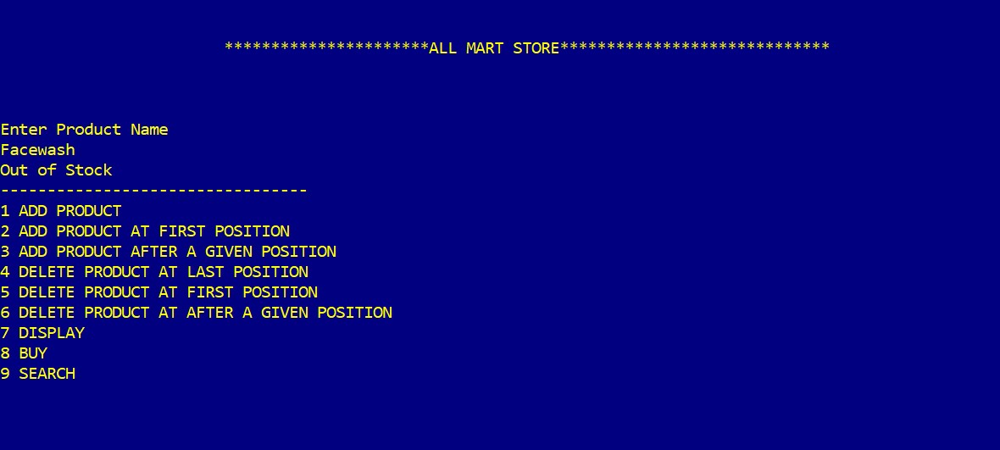 **********************ALL MART STORE*****************************
Enter Product Name
Facewash
Out of Stock
---------------------------------
1 ADD PRODUCT
2 ADD PRODUCT AT FIRST POSITION
3 ADD PRODUCT AFTER A GIVEN POSITION
4 DELETE PRODUCT AT LAST POSITION
5 DELETE PRODUCT AT FIRST POSITION
6 DELETE PRODUCT AT AFTER A GIVEN POSITION
7 DISPLAY
8 BUY
9 SEARCH